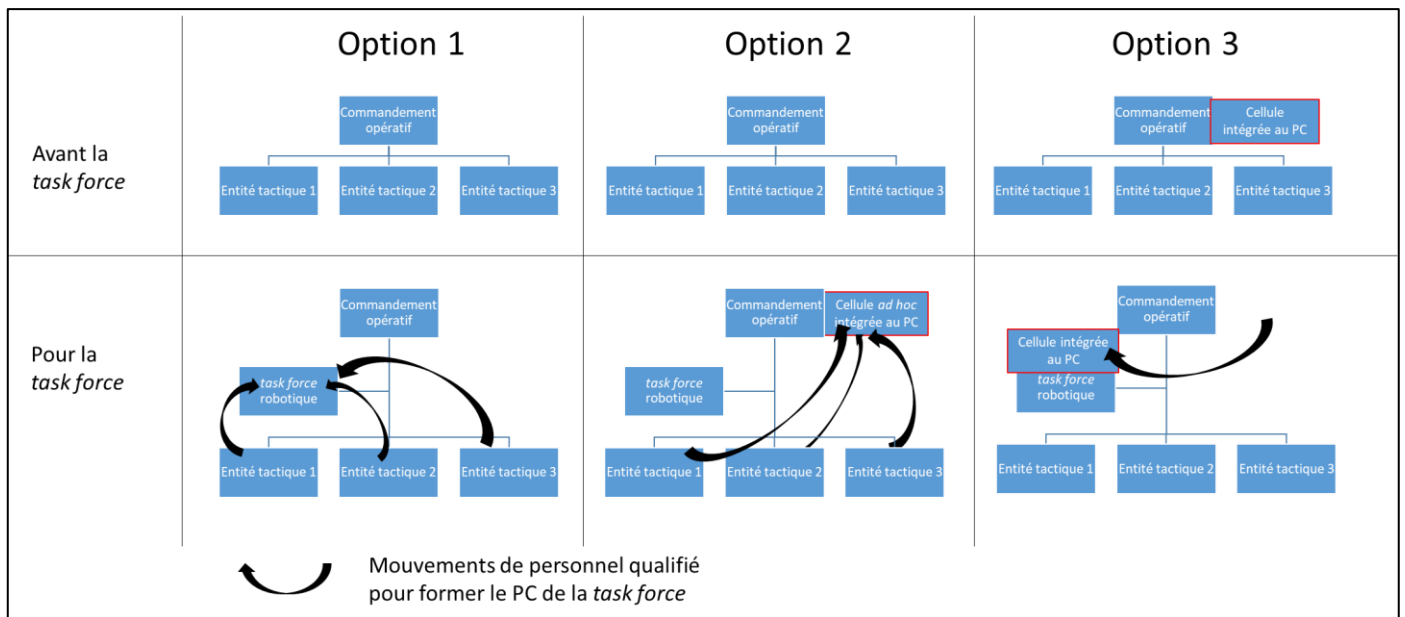 Option 1
Option 2
Option 3
Avant la
task force
Commandement
opératif
Entité tactique 1
Entité tactique 2
Entité tactique 3
Commandement
opératif
Entité tactique 1
Entité tactique 2
Entité tactique 3
Commandement
opératif
Cellule
intégrée au PC
Entité tactique 1
Entité tactique 2
Entité tactique 3
Pour la
task force
Commandement
opératif
task force
robotique
Entité tactique 1
Entité tactique 2
Entité tactique 3
Commandement
opératif
Cellule ad hoc
intégrée au PC
task force
robotique
Entité tactique 1
Entité tactique 2
Entité tactique 3
Commandement
opératif
Cellule intégrée
au PC
task force
robotique
Entité tactique 1
Entité tactique 2
Entité tactique 3
Mouvements de personnel qualifié
pour former le PC de la task force